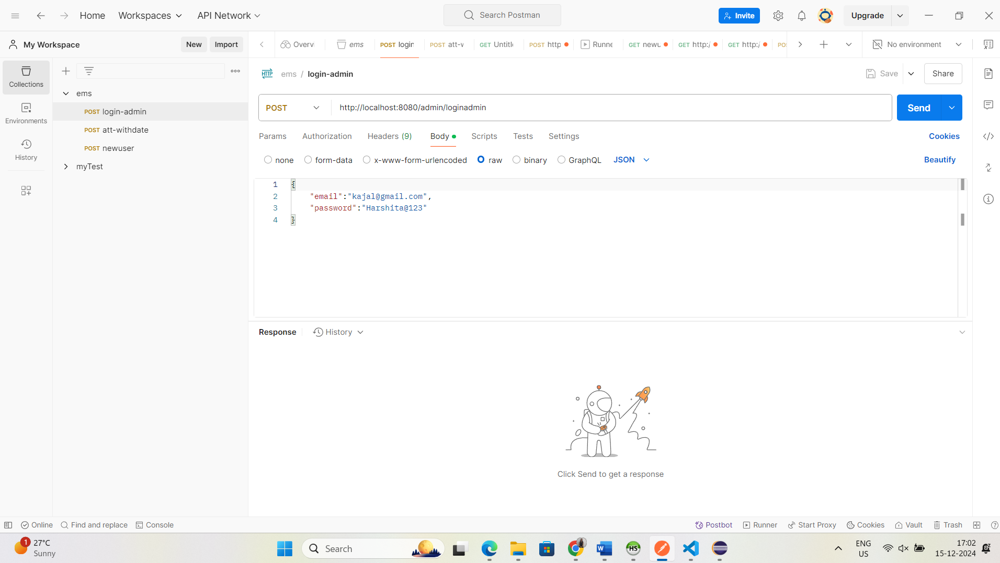 Home Workspaces API Network Search Postman Invite Upgrade
My Workspace New Import Overvi ems POST login POST att-v GET Untitle POST http Runne GET newu GET http:/ GET http:/ PO No environment
Collections
Environments
History
ems
POST login-admin
POST att-withdate
POST newuser
myTest
HTTP ems / login-admin Save Share
POST http://localhost:8080/admin/loginadmin Send
Params Authorization Headers (9) Body Scripts Tests Settings Cookies
none form-data x-www-form-urlencoded raw binary GraphQL JSON Beautify
1 {
2 "email":"kajal@gmail.com",
3 "password":"Harshita@123"
4 }
Response History
Click Send to get a response
Online Find and replace Console Postbot Runner Start Proxy Cookies Vault Trash
1 27°C
Sunny
Search
HS
ENG
US
17:02
15-12-2024